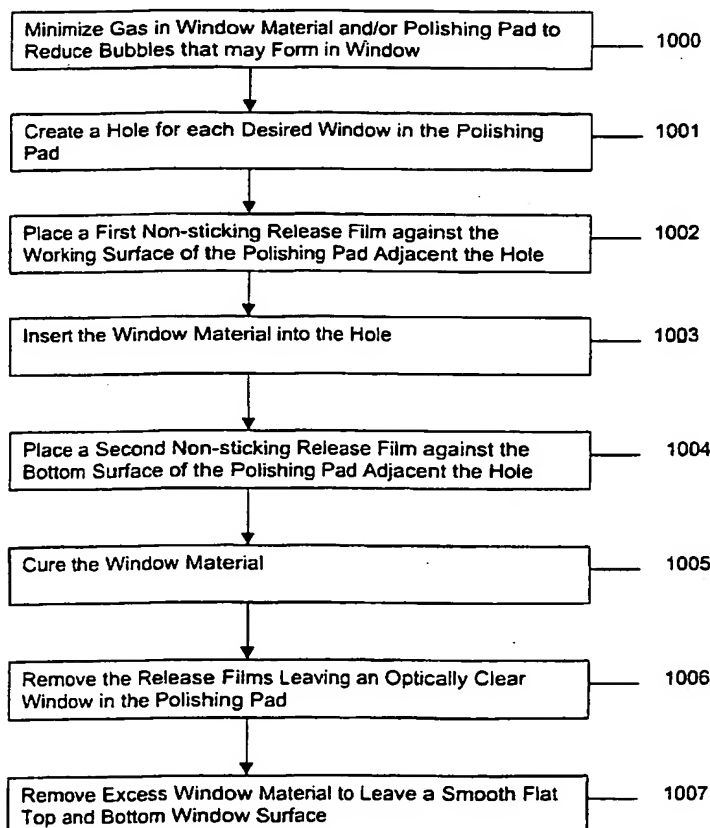 Minimize Gas in Window Material and/or Polishing Pad to
Reduce Bubbles that may Form in Window
1000
Create a Hole for each Desired Window in the Polishing
Pad
1001
Place a First Non-sticking Release Film against the
Working Surface of the Polishing Pad Adjacent the Hole
1002
Insert the Window Material into the Hole
1003
Place a Second Non-sticking Release Film against the
Bottom Surface of the Polishing Pad Adjacent the Hole
1004
Cure the Window Material
1005
Remove the Release Films Leaving an Optically Clear
Window in the Polishing Pad
1006
Remove Excess Window Material to Leave a Smooth Flat
Top and Bottom Window Surface
1007